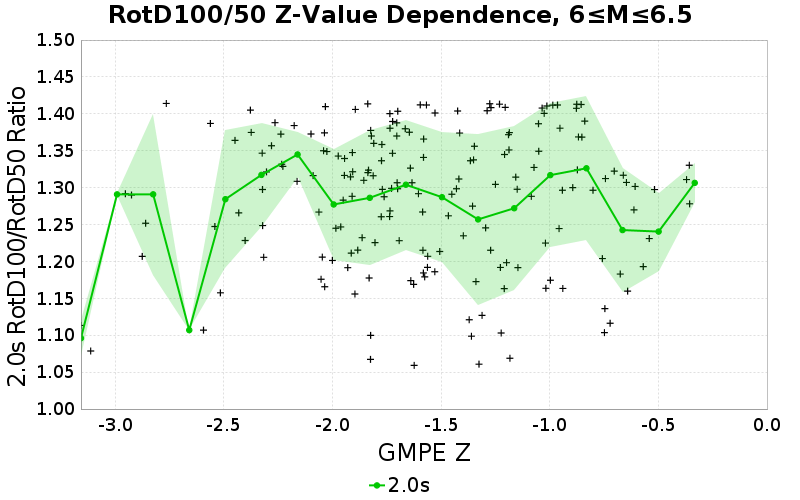 RotD100/50 Z-Value Dependence, 6≤M≤6.5
2.0s RotD100/RotD50 Ratio
1.50
1.45
1.40
1.35
1.30
1.25
1.20
1.15
1.10
1.05
1.00
-3.0 -2.5 -2.0 -1.5 -1.0 -0.5 0.0
GMPE Z
2.0s